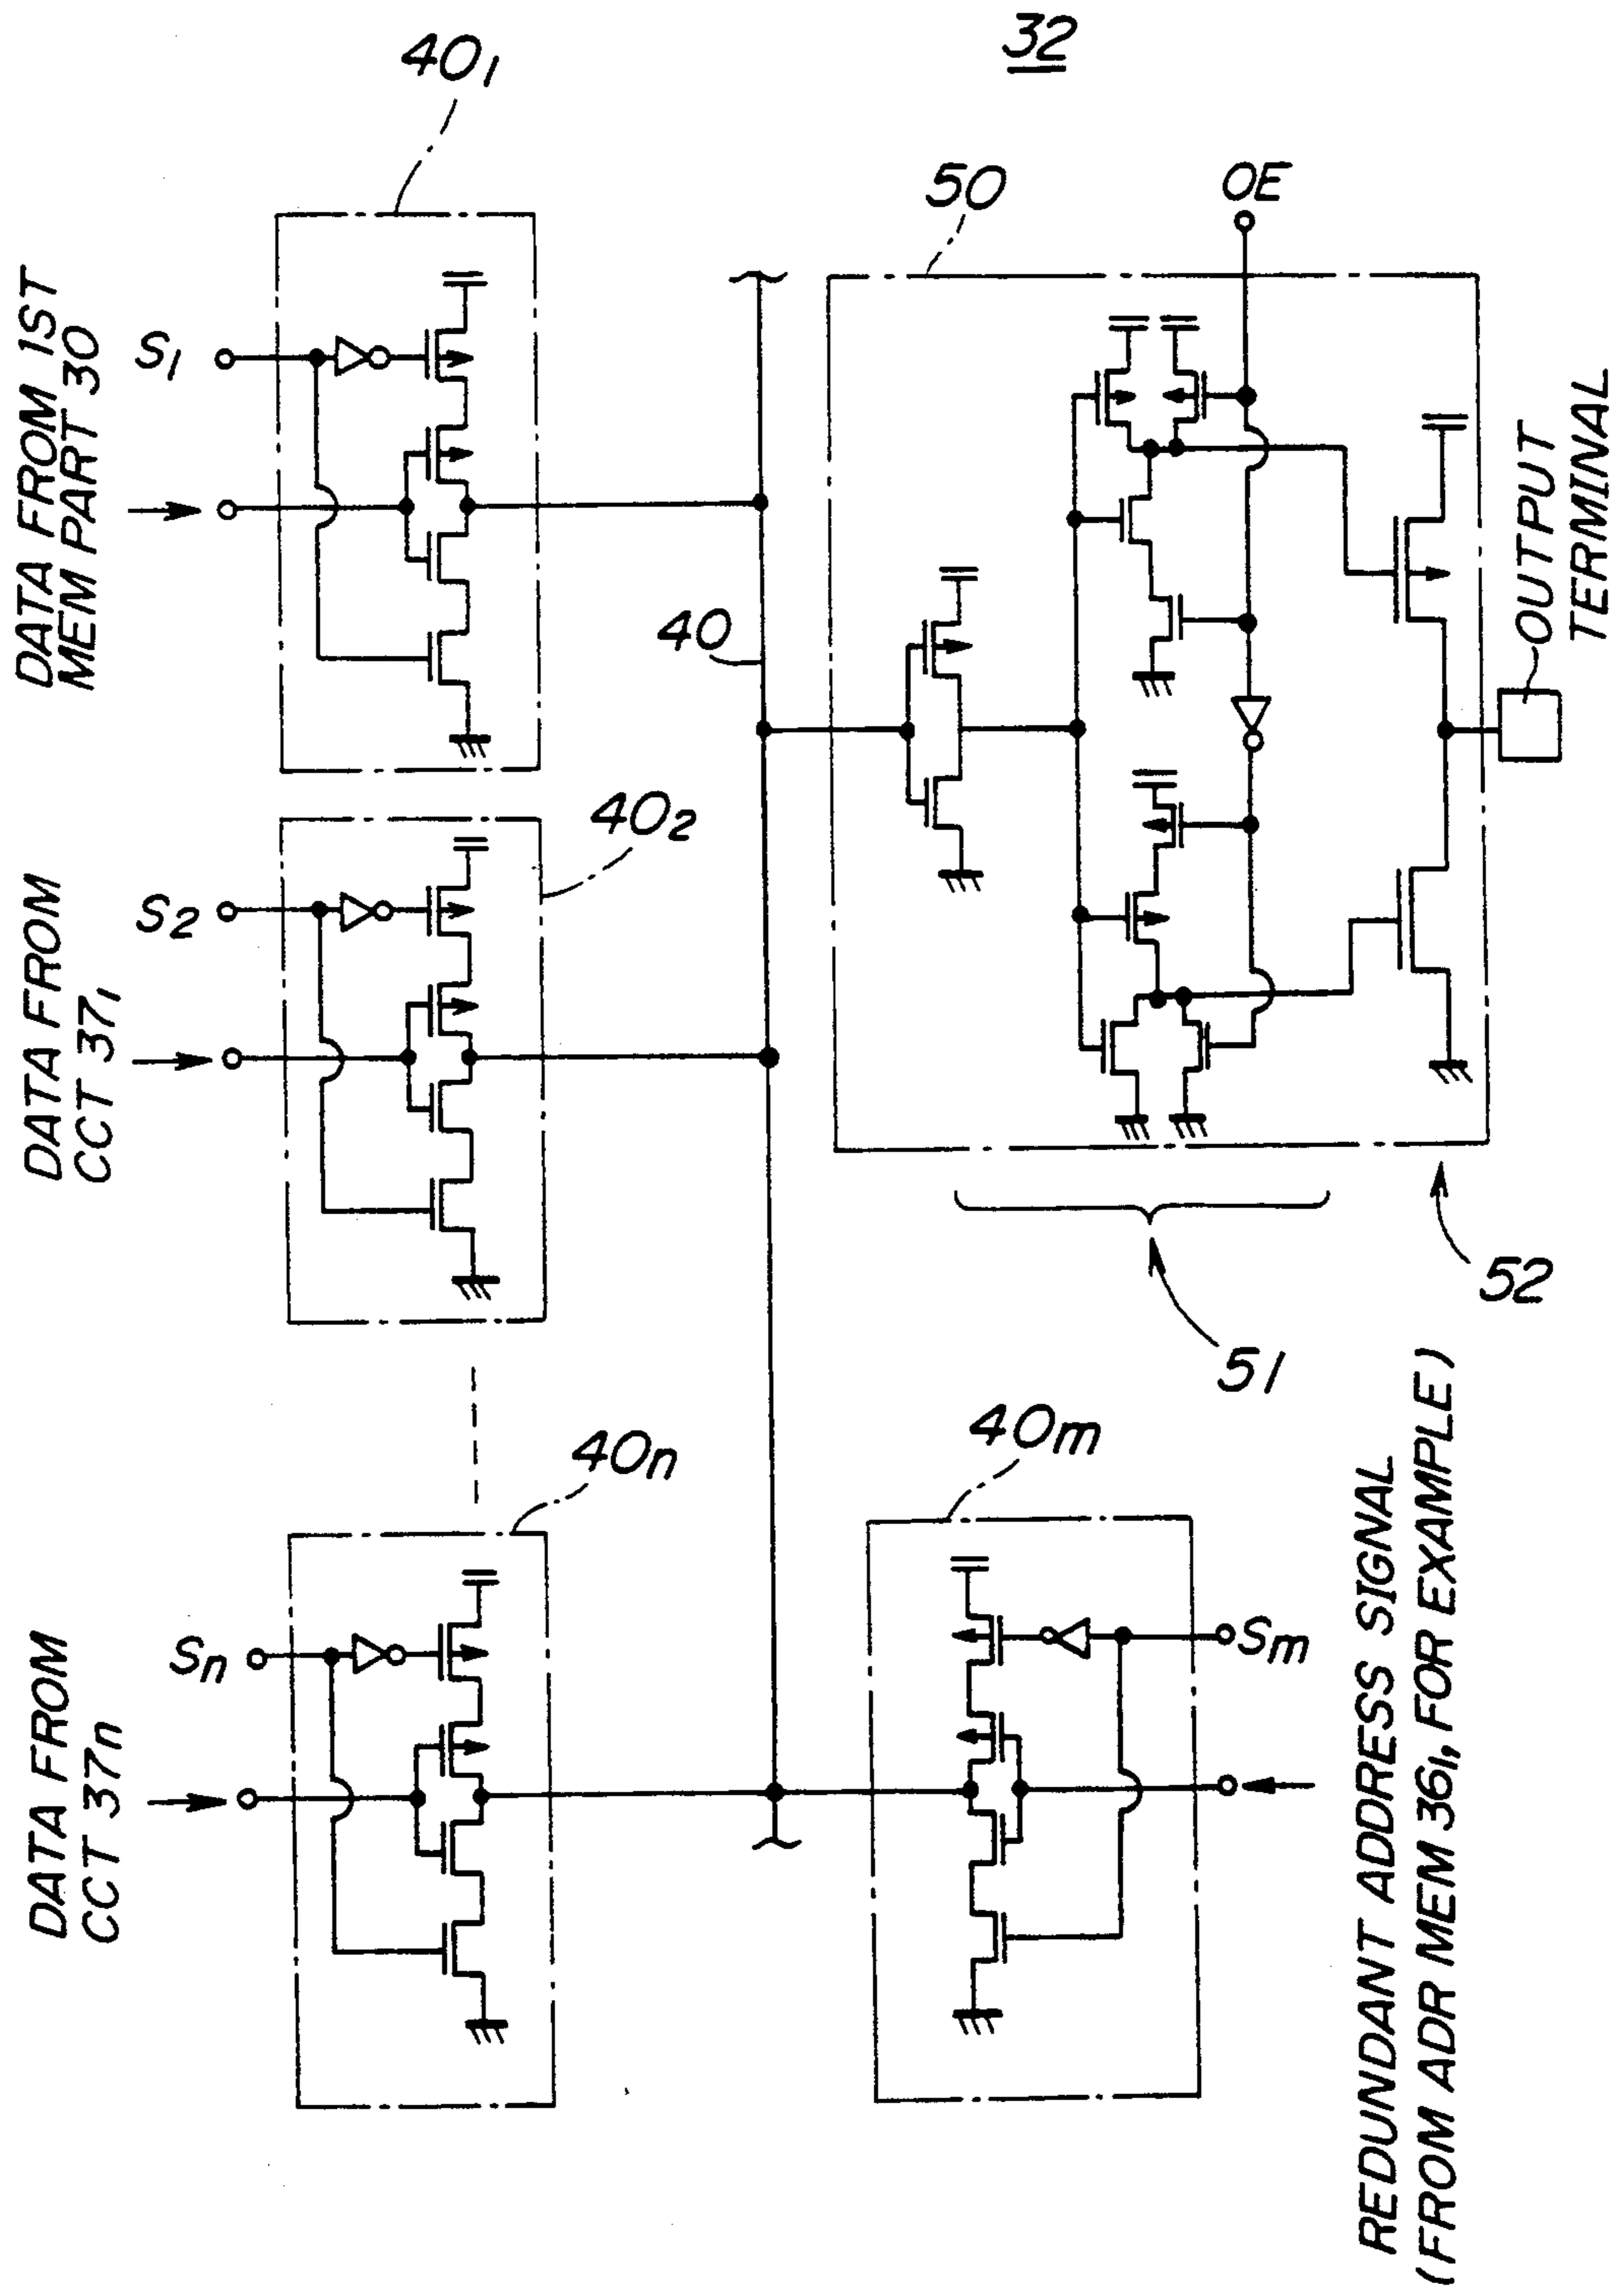 32
DATA FROM 1ST
MEM PART 30
S1
401
DATA FROM
CCT 371
S2
402
DATA FROM
CCT 37n
Sn
40n
40
50
OE
OUTPUT
TERMINAL
51
52
40m
Sm
REDUNDANT ADDRESS SIGNAL
(FROM ADR MEM 361, FOR EXAMPLE)